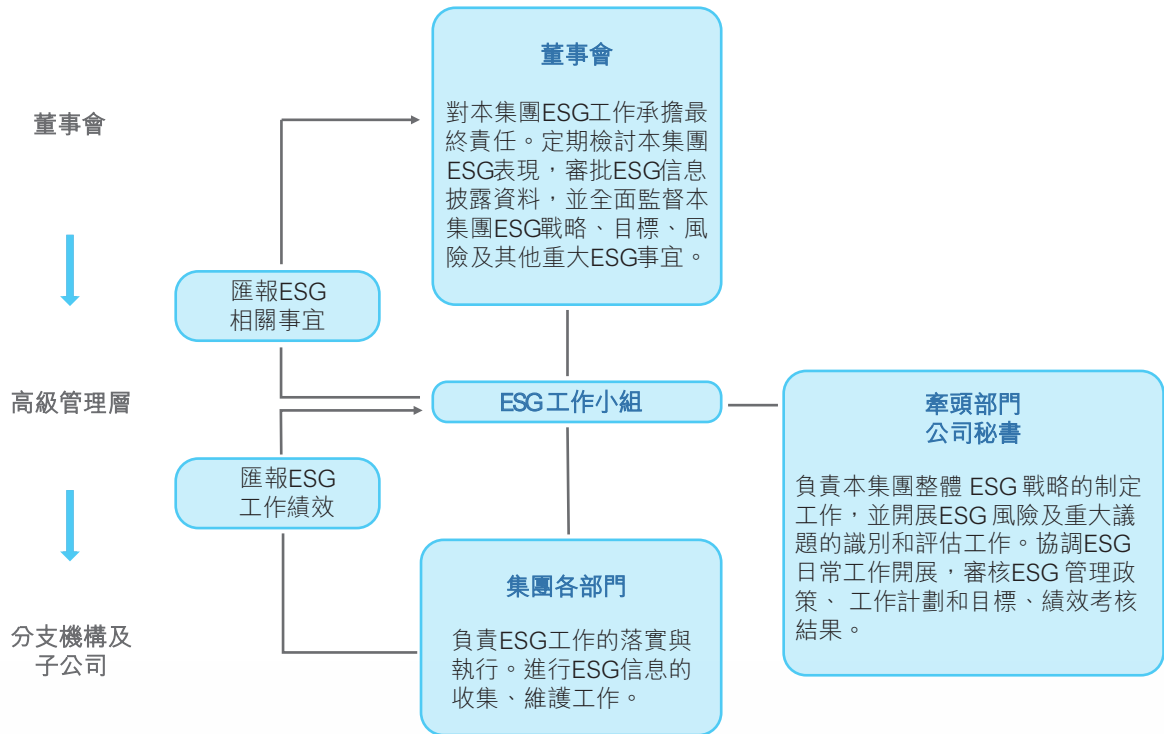 董事會
高級管理層
分支機構及
子公司
匯報ESG
相關事宜
匯報ESG
工作績效
董事會
對本集團ESG工作承擔最
終責任。定期檢討本集團
ESG表現，審批ESG信息
披露資料，並全面監督本
集團ESG戰略、目標、風
險及其他重大ESG事宜。
ESG工作小組
集團各部門
負責ESG工作的落實與
執行。進行ESG信息的
收集、維護工作。
牽頭部門
公司秘書
負責本集團整體 ESG 戰略的制定
工作，並開展ESG 風險及重大議
題的識別和評估工作。協調ESG
日常工作開展，審核ESG 管理政
策、 工作計劃和目標、績效考核
結果。